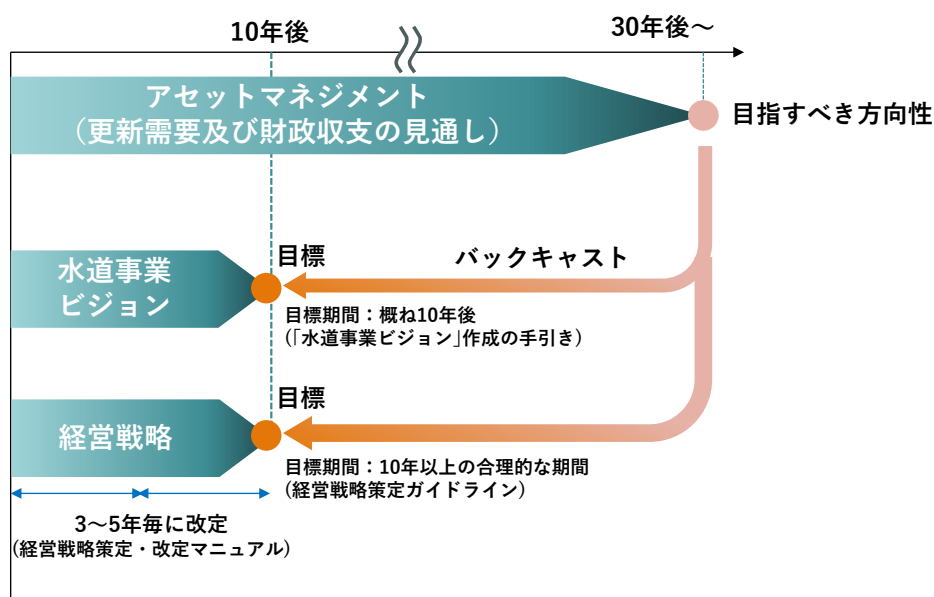 10年後
30年後～
アセットマネジメント
（更新需要及び財政収支の見通し）
目指すべき方向性
水道事業
ビジョン
目標
バックキャスト
目標期間：概ね10年後
(｢水道事業ビジョン｣作成の手引き)
経営戦略
目標
目標期間：10年以上の合理的な期間
(経営戦略策定ガイドライン)
3～5年毎に改定
(経営戦略策定・改定マニュアル)